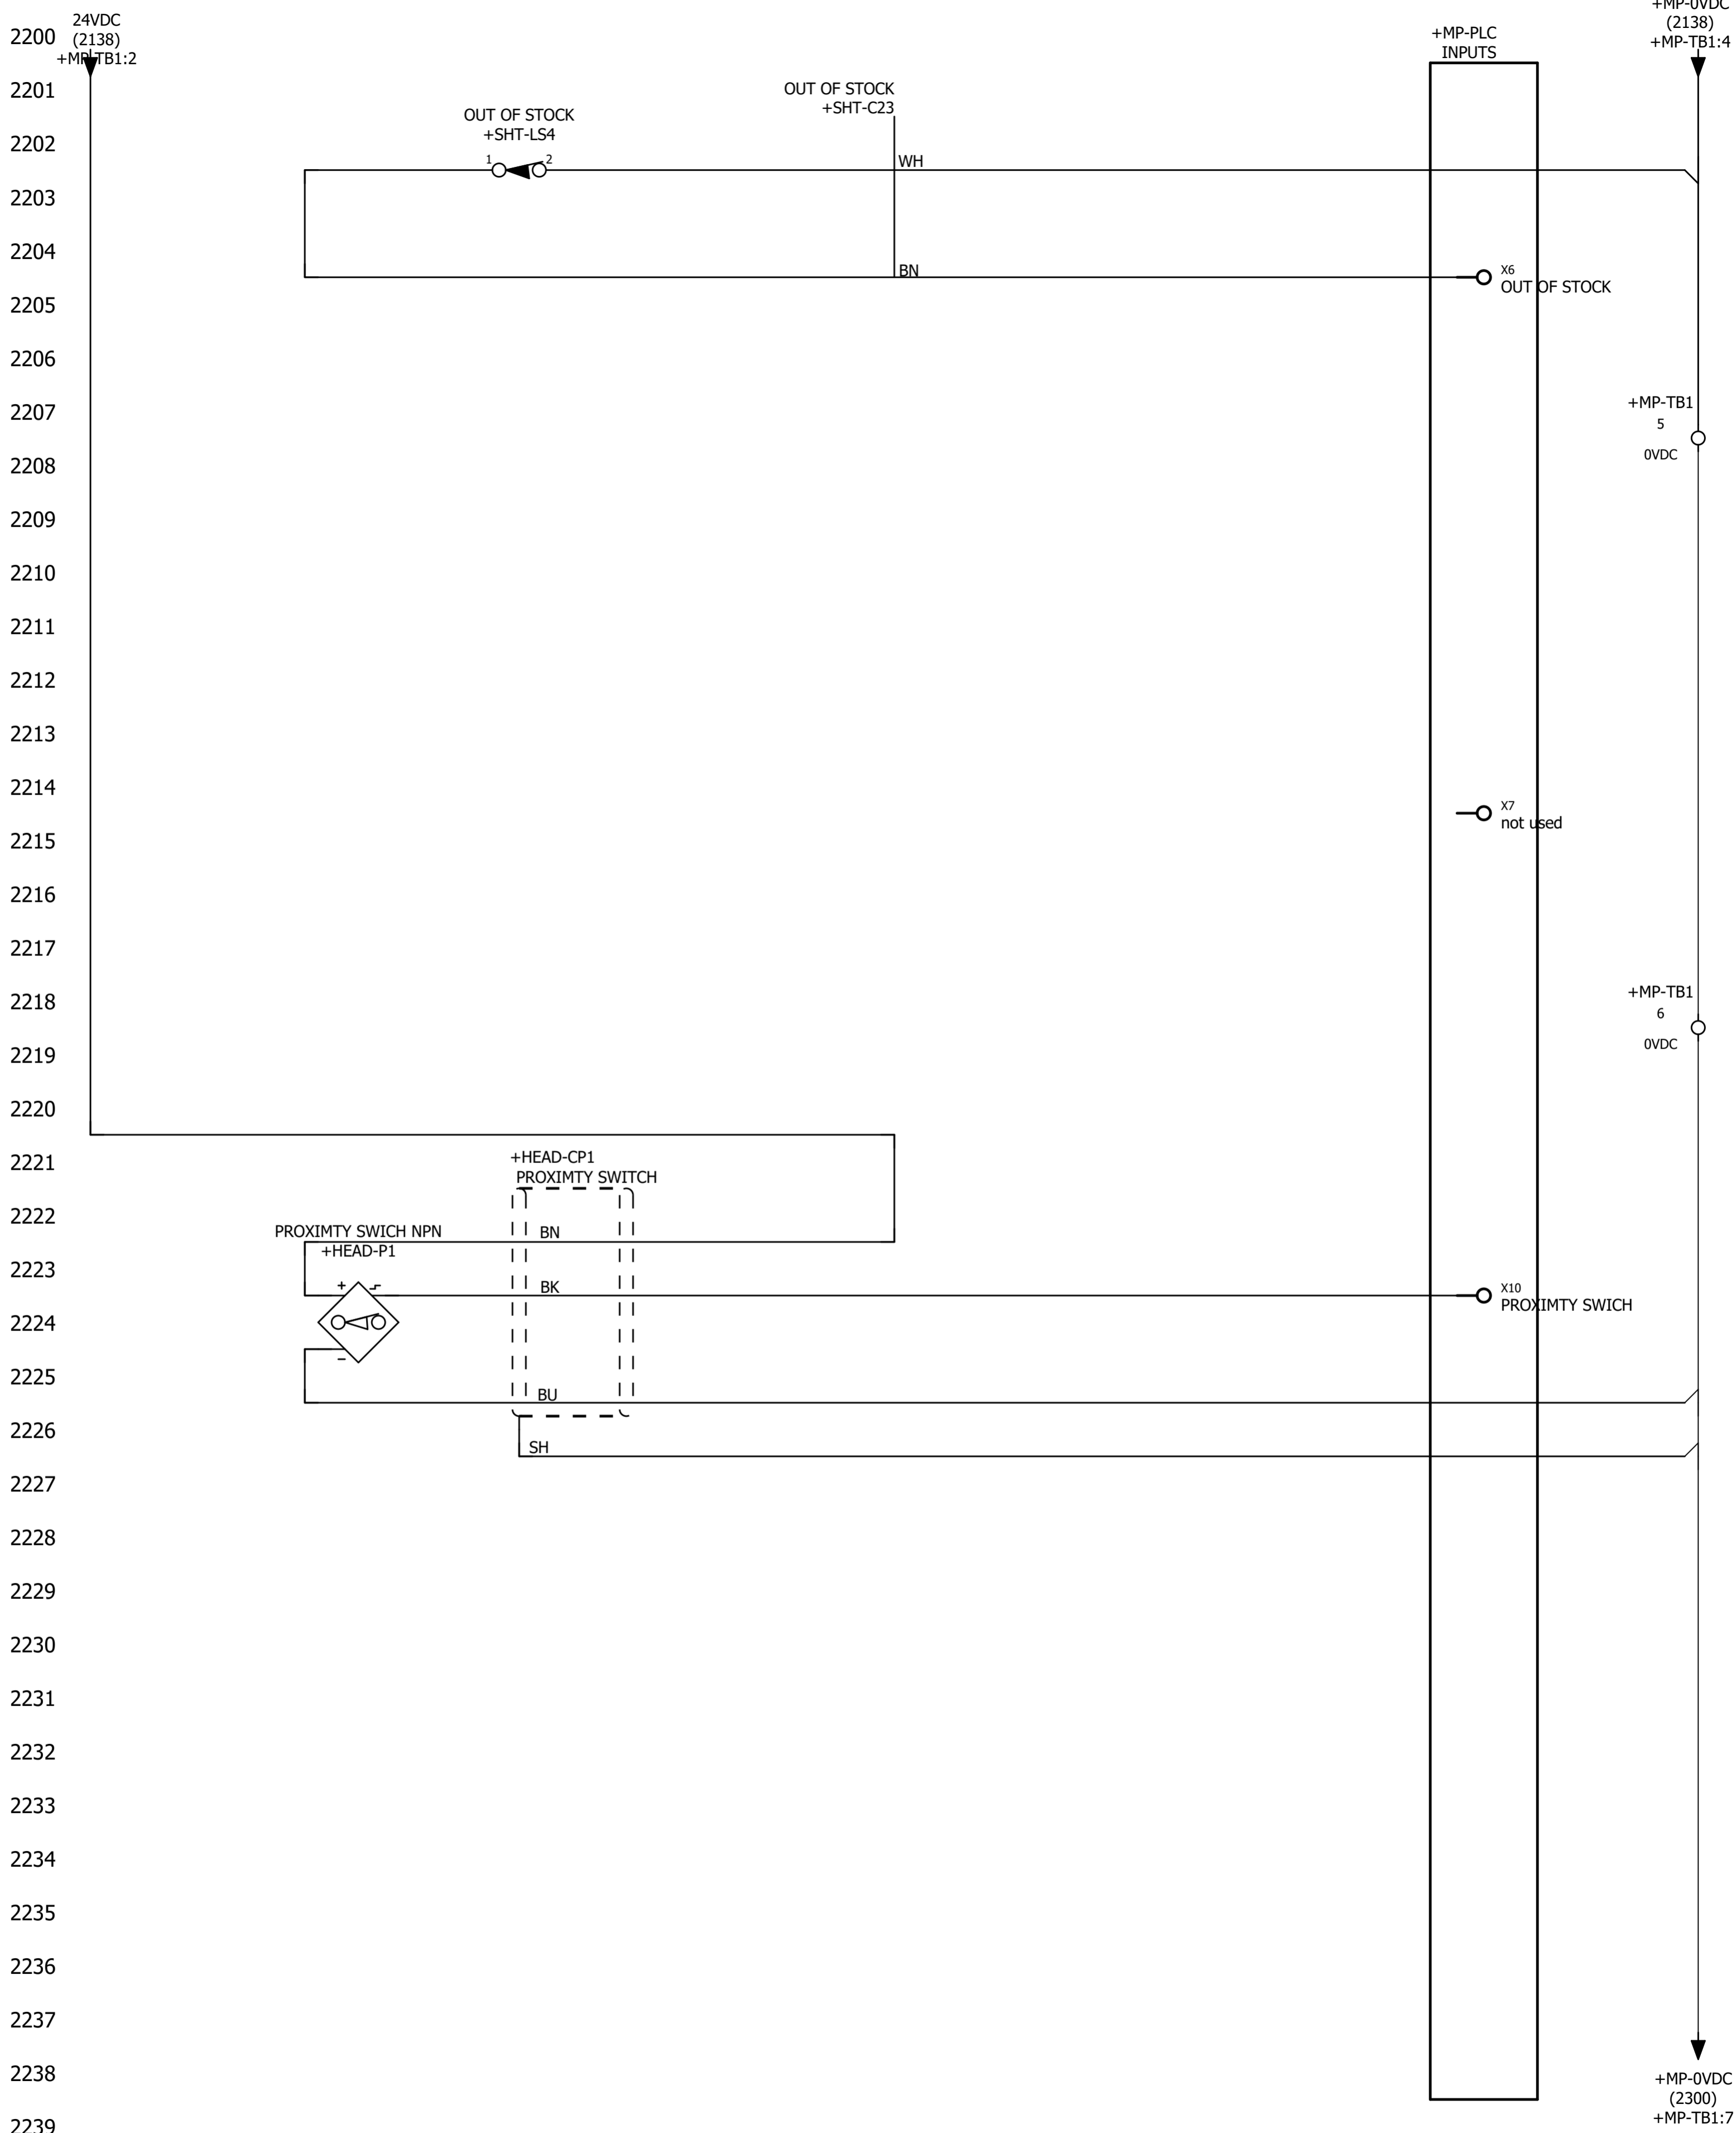 24VDC
2200 (2138)
+MP-TB1:2
+MP-PLC
INPUTS
+MP-0VDC
(2138)
+MP-TB1:4
2201
OUT OF STOCK
+SHT-C23
OUT OF STOCK
+SHT-LS4
2202
1 2
WH
2203
2204
BN
X6
OUT OF STOCK
2205
2206
2207
+MP-TB1
5
0VDC
2208
2209
2210
2211
2212
2213
2214
X7
not used
2215
2216
2217
2218
+MP-TB1
6
0VDC
2219
2220
2221
+HEAD-CP1
PROXIMTY SWITCH
2222
PROXIMTY SWICH NPN
+HEAD-P1
BN
2223
+
BK
X10
PROXIMTY SWICH
2224
−
2225
BU
2226
SH
2227
2228
2229
2230
2231
2232
2233
2234
2235
2236
2237
2238
+MP-0VDC
(2300)
+MP-TB1:7
2239